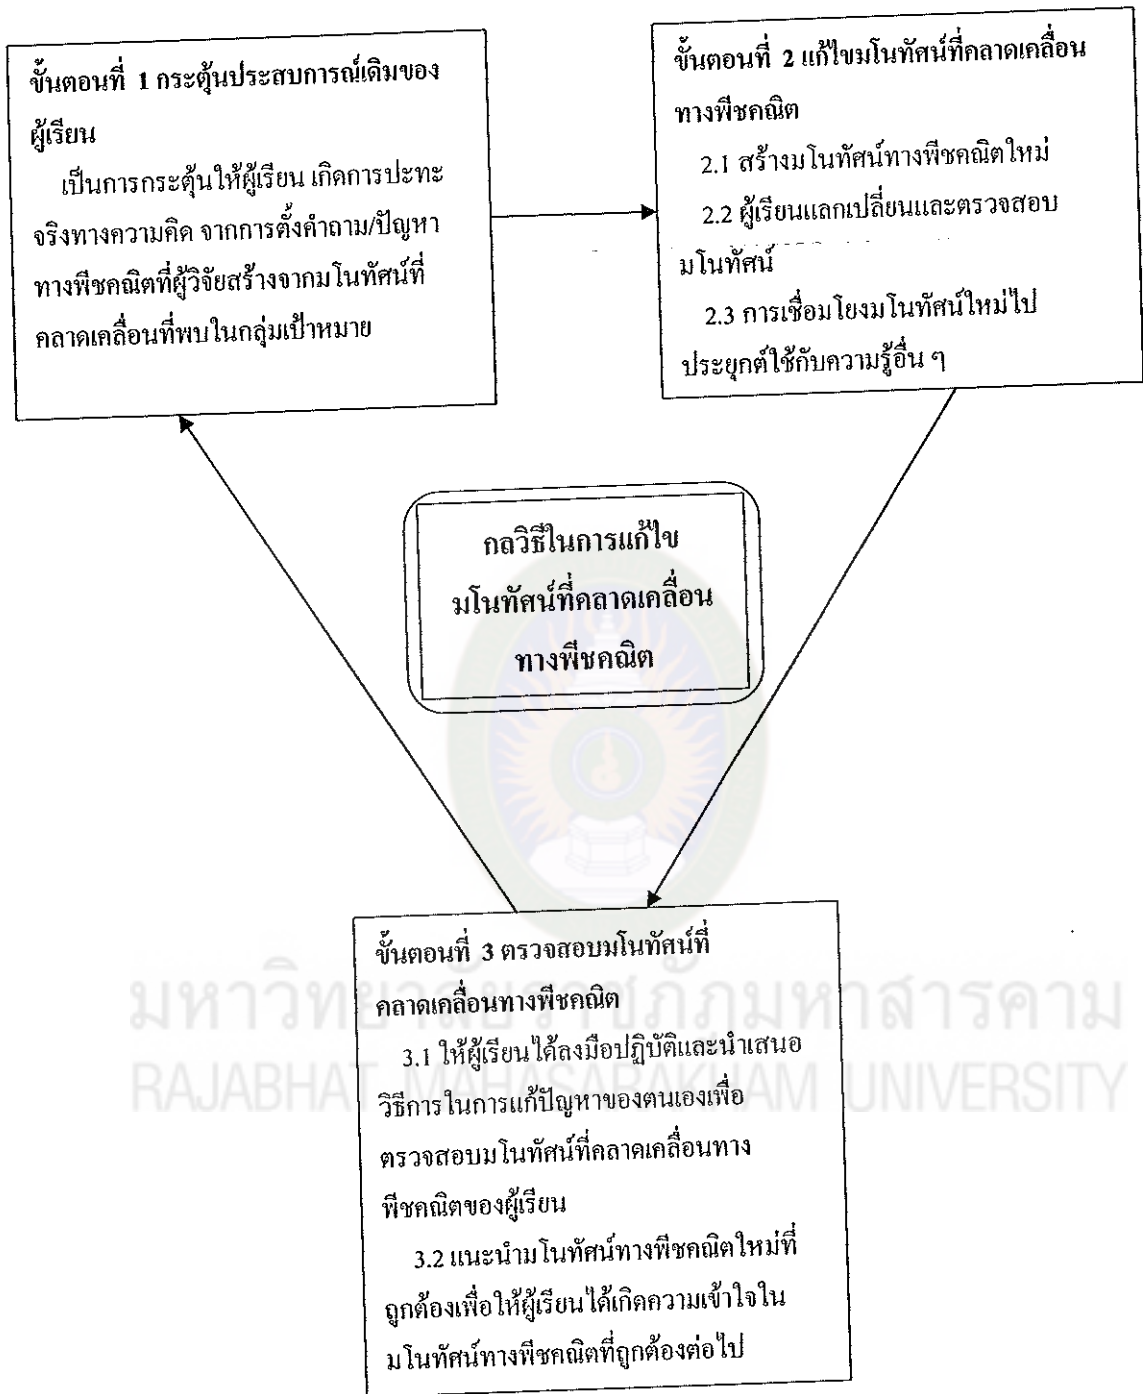 ขั้นตอนที่ 1 กระตุ้นประสบการณ์เดิมของ
ผู้เรียน
เป็นการกระตุ้นให้ผู้เรียน เกิดการปะทะ
จริงทางความคิด จากการตั้งคำถาม/ปัญหา
ทางพีชคณิตที่ผู้วิจัยสร้างจากมโนทัศน์ที่
คลาดเคลื่อนที่พบในกลุ่มเป้าหมาย
ขั้นตอนที่ 2 แก้ไขมโนทัศน์ที่คลาดเคลื่อน
ทางพีชคณิต
2.1 สร้างมโนทัศน์ทางพีชคณิตใหม่
2.2 ผู้เรียนแลกเปลี่ยนและตรวจสอบ
มโนทัศน์
2.3 การเชื่อมโยงมโนทัศน์ใหม่ไป
ประยุกต์ใช้กับความรู้อื่น ๆ
กลวิธีในการแก้ไข
มโนทัศน์ที่คลาดเคลื่อน
ทางพีชคณิต
ขั้นตอนที่ 3 ตรวจสอบมโนทัศน์ที่
คลาดเคลื่อนทางพีชคณิต
3.1 ให้ผู้เรียนได้ลงมือปฏิบัติและนำเสนอ
วิธีการในการแก้ปัญหาของตนเองเพื่อ
ตรวจสอบมโนทัศน์ที่คลาดเคลื่อนทาง
พีชคณิตของผู้เรียน
3.2 แนะนำมโนทัศน์ทางพีชคณิตใหม่ที่
ถูกต้องเพื่อให้ผู้เรียนได้เกิดความเข้าใจใน
มโนทัศน์ทางพีชคณิตที่ถูกต้องต่อไป
มหาวิทยาลัยราชภัฏมหาสารคาม
RAJABHAT MAHASARAKHAM UNIVERSITY